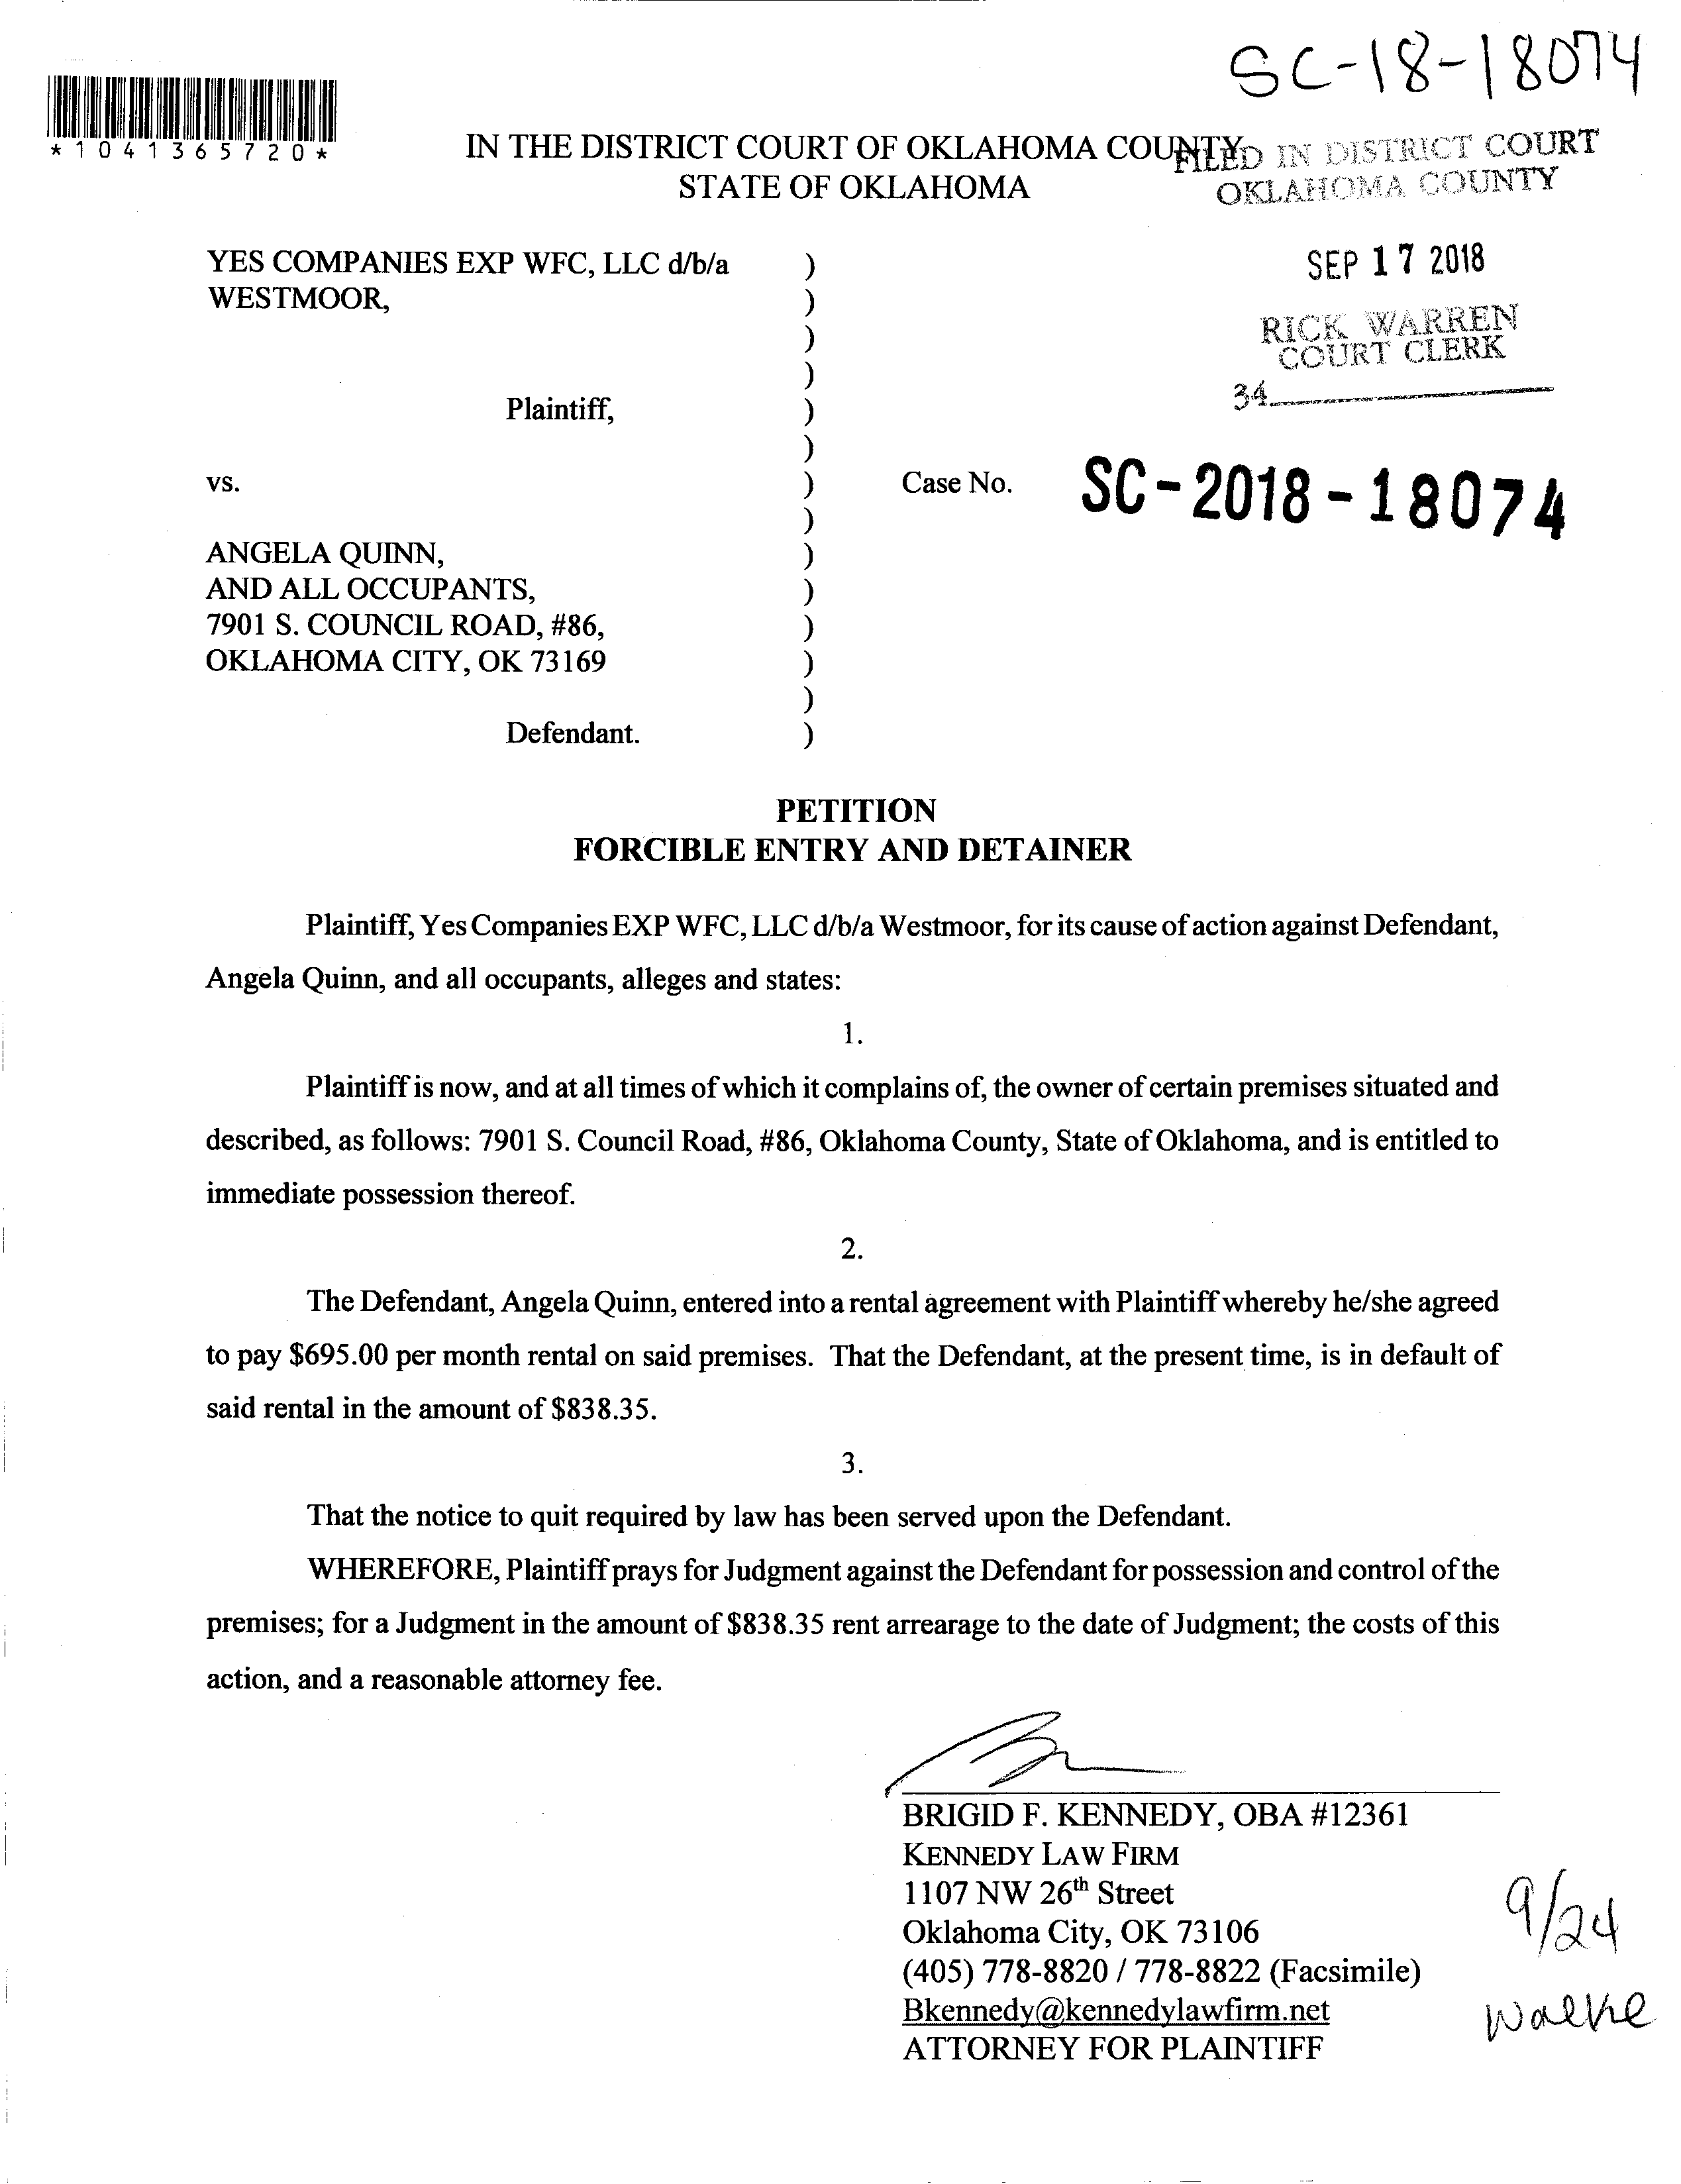 SC-18-18074
*1041365720*
IN THE DISTRICT COURT OF OKLAHOMA COUNTY
STATE OF OKLAHOMA
FILED IN DISTRICT COURT
OKLAHOMA COUNTY
SEP 17 2018
RICK WARREN
COURT CLERK
34
YES COMPANIES EXP WFC, LLC d/b/a )
WESTMOOR, )
)
)
Plaintiff, )
)
vs. ) Case No. SC-2018-18074
)
ANGELA QUINN, )
AND ALL OCCUPANTS, )
7901 S. COUNCIL ROAD, #86, )
OKLAHOMA CITY, OK 73169 )
)
Defendant. )
PETITION
FORCIBLE ENTRY AND DETAINER
Plaintiff, Yes Companies EXP WFC, LLC d/b/a Westmoor, for its cause of action against Defendant,
Angela Quinn, and all occupants, alleges and states:
1.
Plaintiff is now, and at all times of which it complains of, the owner of certain premises situated and
described, as follows: 7901 S. Council Road, #86, Oklahoma County, State of Oklahoma, and is entitled to
immediate possession thereof.
2.
The Defendant, Angela Quinn, entered into a rental agreement with Plaintiff whereby he/she agreed
to pay $695.00 per month rental on said premises. That the Defendant, at the present time, is in default of
said rental in the amount of $838.35.
3.
That the notice to quit required by law has been served upon the Defendant.
WHEREFORE, Plaintiff prays for Judgment against the Defendant for possession and control of the
premises; for a Judgment in the amount of $838.35 rent arrearage to the date of Judgment; the costs of this
action, and a reasonable attorney fee.
BRIGID F. KENNEDY, OBA #12361
KENNEDY LAW FIRM
1107 NW 26th Street
Oklahoma City, OK 73106
(405) 778-8820 / 778-8822 (Facsimile)
Bkennedy@kennedylawfirm.net
ATTORNEY FOR PLAINTIFF
9/24
Walke